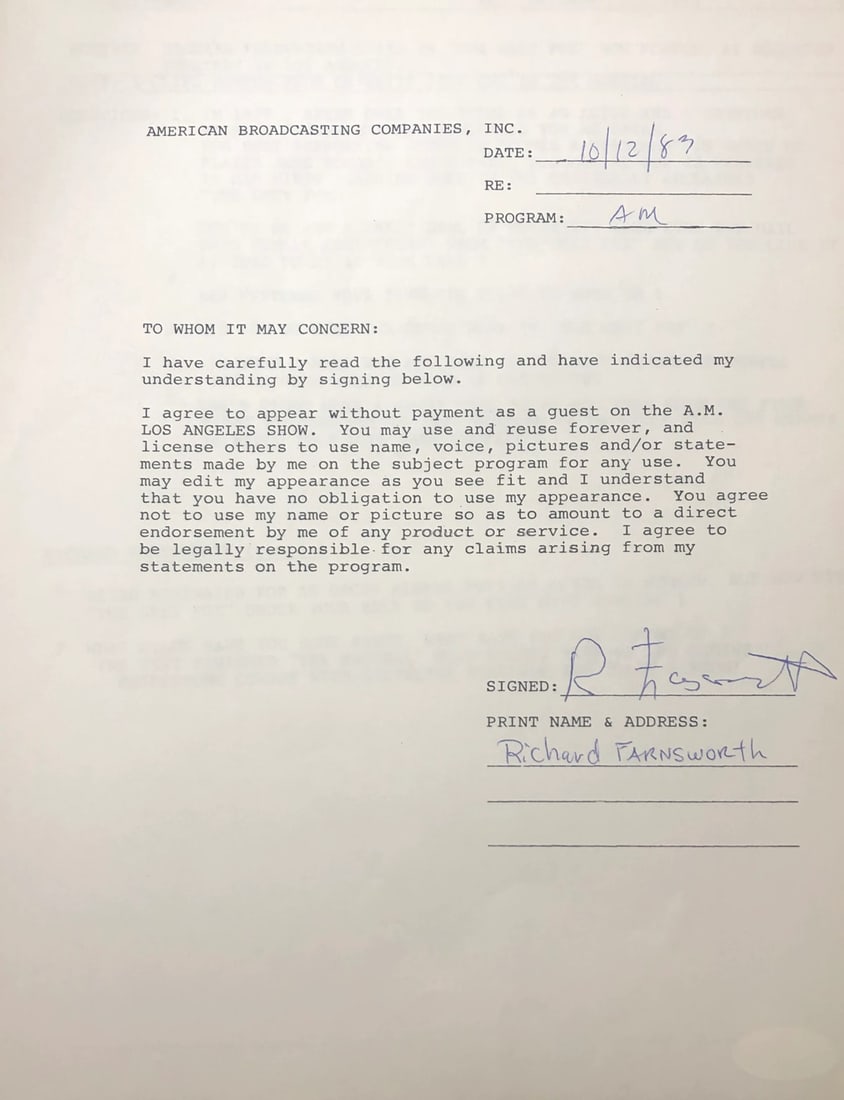 AMERICAN BROADCASTING COMPANIES, INC.
DATE: 10/12/83
RE:
PROGRAM: AM
TO WHOM IT MAY CONCERN:
I have carefully read the following and have indicated my
understanding by signing below.
I agree to appear without payment as a guest on the A.M.
LOS ANGELES SHOW. You may use and reuse forever, and
license others to use name, voice, pictures and/or state-
ments made by me on the subject program for any use. You
may edit my appearance as you see fit and I understand
that you have no obligation to use my appearance. You agree
not to use my name or picture so as to amount to a direct
endorsement by me of any product or service. I agree to
be legally responsible for any claims arising from my
statements on the program.
SIGNED: R Farnsworth
PRINT NAME & ADDRESS:
Richard FARNSWORth